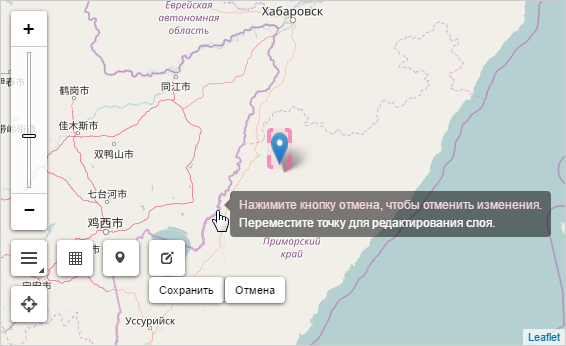 Еврейская
автономная
область
Хабаровск
+
鹤岗市
同江市
佳木斯市
双鸭山市
七台河市
鸡西市
–
Нажимите кнопку отмена, чтобы отменить изменения.
Переместите точку для редактирования слоя.
Приморский
край
Сохранить
Отмена
Уссурийск
Leaflet